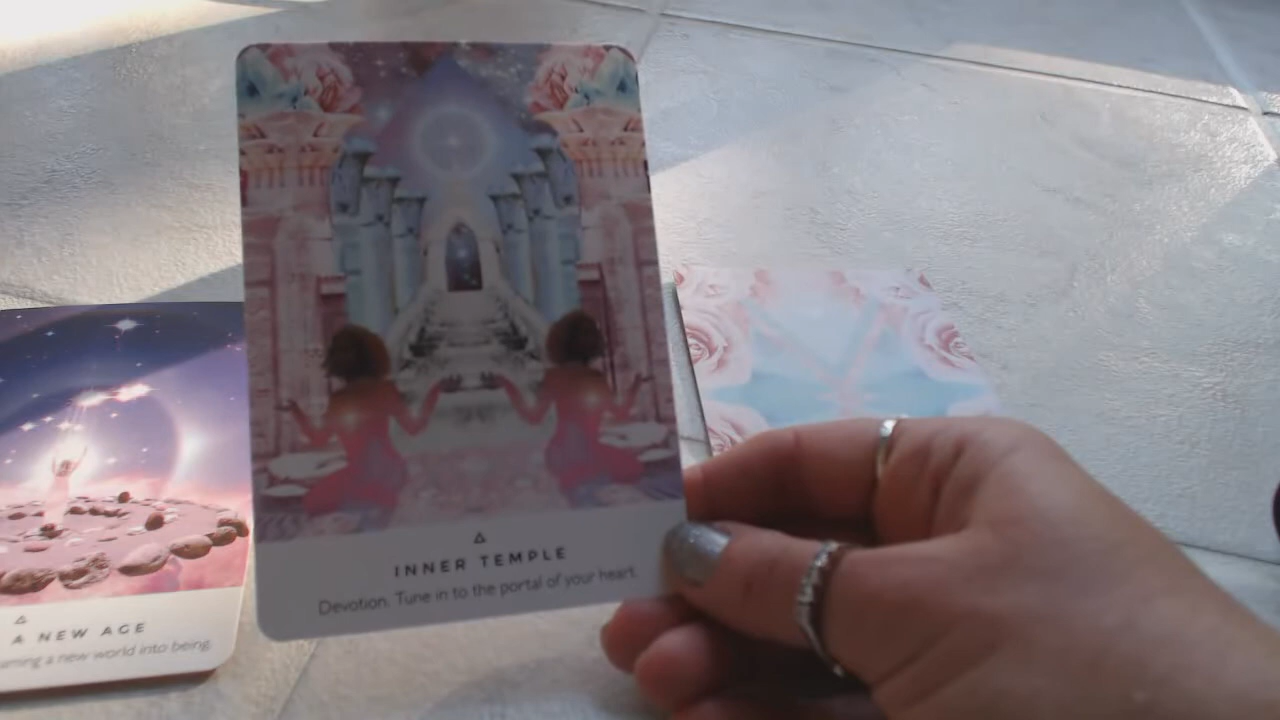 INNER TEMPLE
Devotion. Tune in to the portal of your heart.
A NEW AGE
a new world into being.